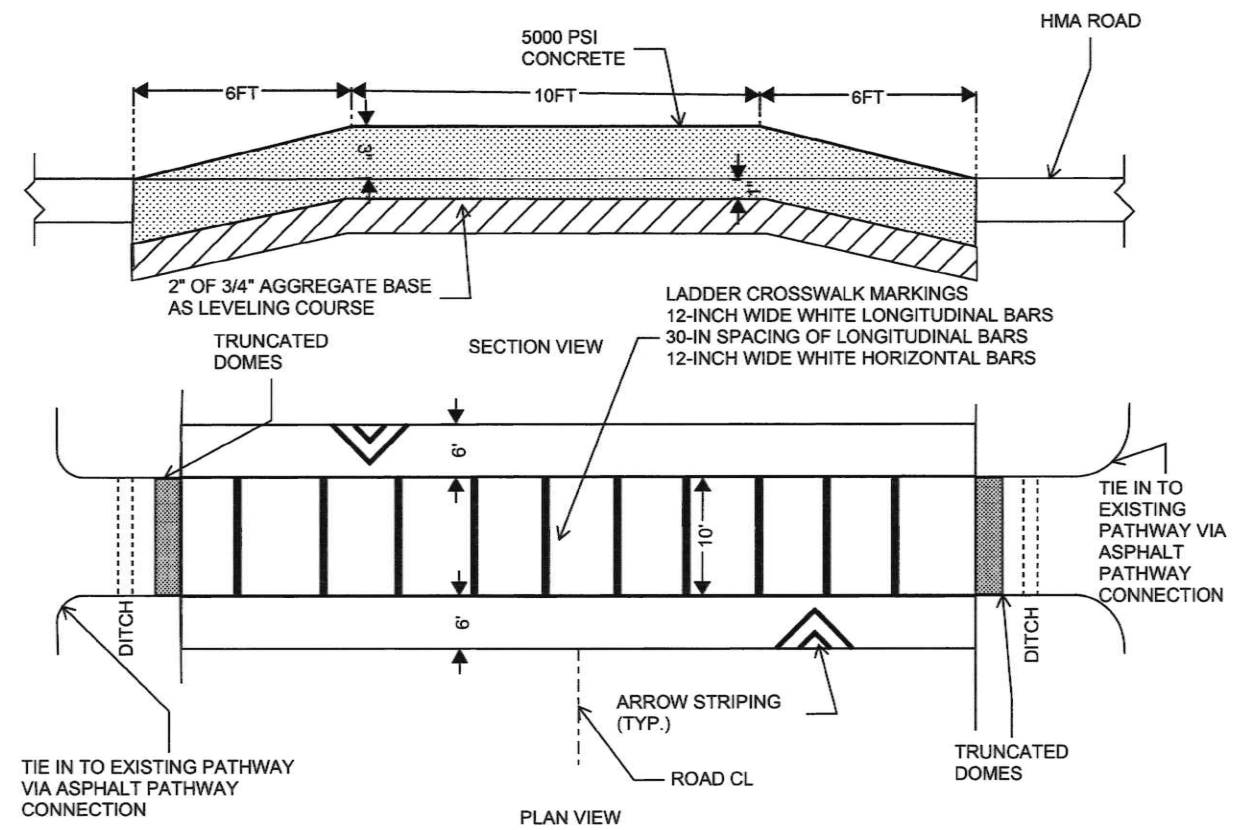 HMA ROAD
5000 PSI
CONCRETE
6FT
10FT
6FT
3"
1"
2" OF 3/4" AGGREGATE BASE
AS LEVELING COURSE
LADDER CROSSWALK MARKINGS
12-INCH WIDE WHITE LONGITUDINAL BARS
30-IN SPACING OF LONGITUDINAL BARS
12-INCH WIDE WHITE HORIZONTAL BARS
TRUNCATED
DOMES
SECTION VIEW
6'
10'
TIE IN TO
EXISTING
PATHWAY VIA
ASPHALT
PATHWAY
CONNECTION
DITCH
6'
DITCH
ARROW STRIPING
(TYP.)
TRUNCATED
DOMES
TIE IN TO EXISTING PATHWAY
VIA ASPHALT PATHWAY
CONNECTION
ROAD CL
PLAN VIEW